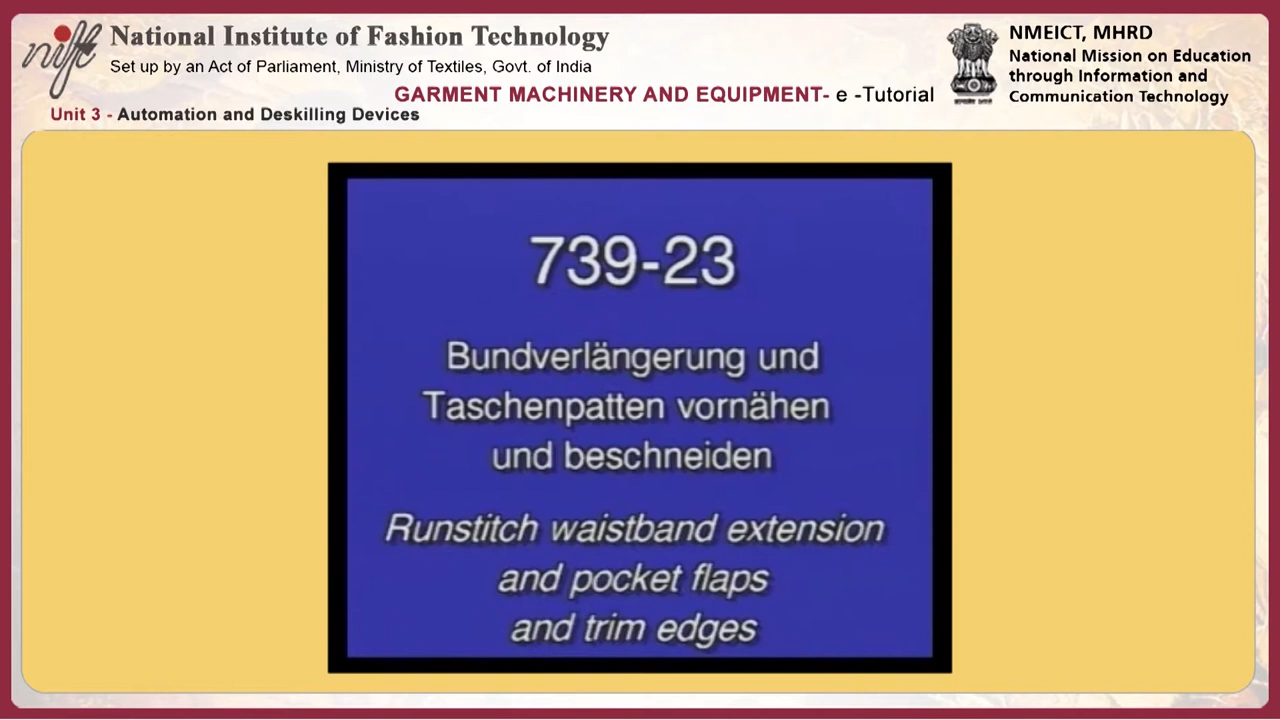 nift
National Institute of Fashion Technology
Set up by an Act of Parliament, Ministry of Textiles, Govt. of India
GARMENT MACHINERY AND EQUIPMENT- e -Tutorial
Unit 3 - Automation and Deskilling Devices
NMEICT, MHRD
National Mission on Education
through Information and
Communication Technology
739-23
Bundverlängerung und
Taschenpatten vornähen
und beschneiden
Runstitch waistband extension
and pocket flaps
and trim edges